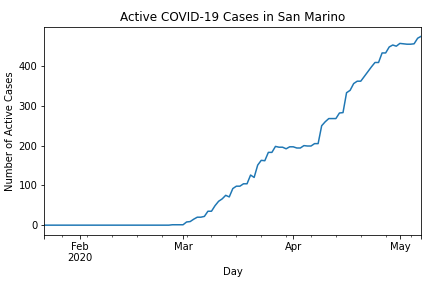 Active COVID-19 Cases in San Marino
Number of Active Cases
400
300
200
100
0
Feb
2020
Mar
Apr
May
Day